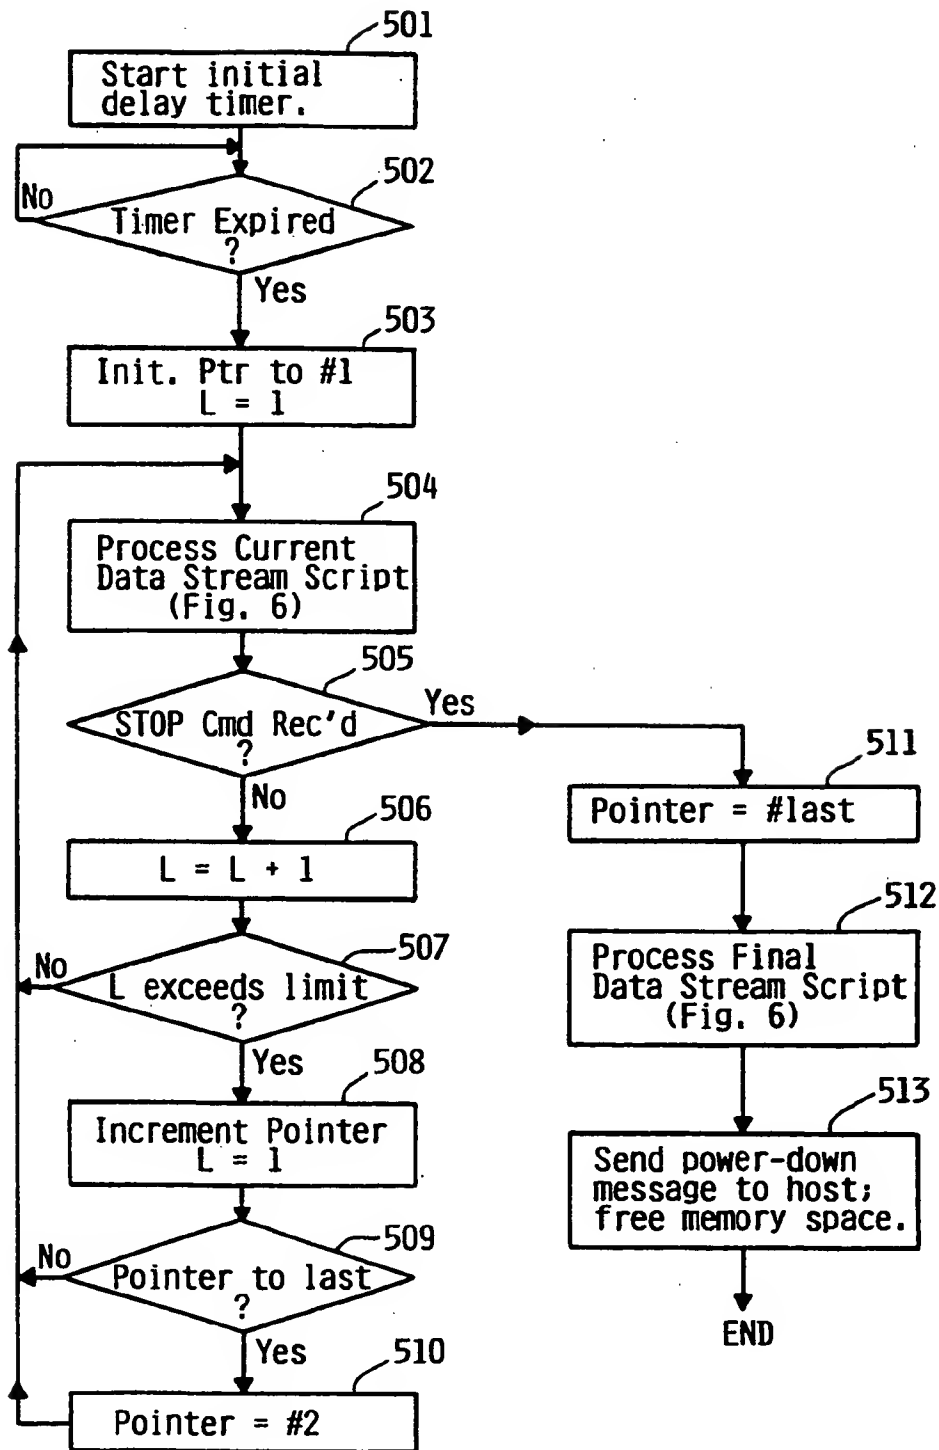 501
Start initial
delay timer.
502
No
Timer Expired
?
Yes
503
Init. Ptr to #1
L = 1
504
Process Current
Data Stream Script
(Fig. 6)
505
STOP Cmd Rec'd
?
Yes
No
506
L = L + 1
507
No
L exceeds limit
?
Yes
508
Increment Pointer
L = 1
509
No
Pointer to last
?
Yes
510
Pointer = #2
511
Pointer = #last
512
Process Final
Data Stream Script
(Fig. 6)
513
Send power-down
message to host;
free memory space.
END